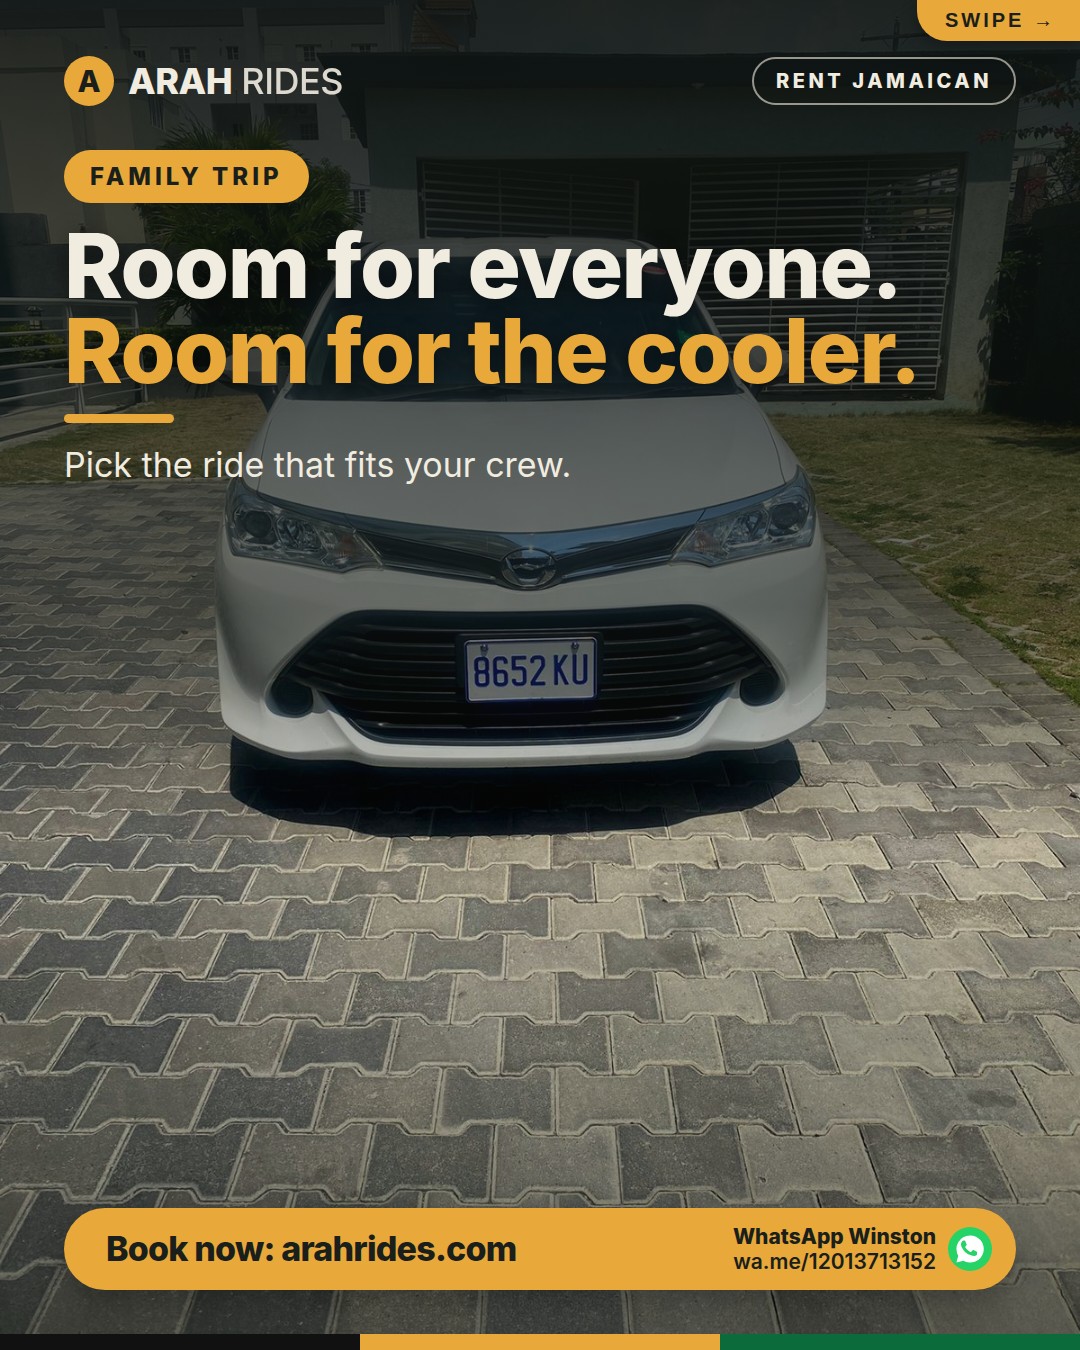 SWIPE →
A ARAH RIDES
RENT JAMAICAN
FAMILY TRIP
Room for everyone.
Room for the cooler.
Pick the ride that fits your crew.
8652 KU
Book now: arahrides.com
WhatsApp Winston
wa.me/12013713152